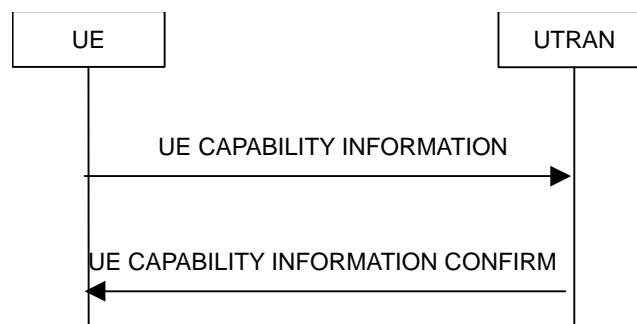 UE
UTRAN
UE CAPABILITY INFORMATION
UE CAPABILITY INFORMATION CONFIRM